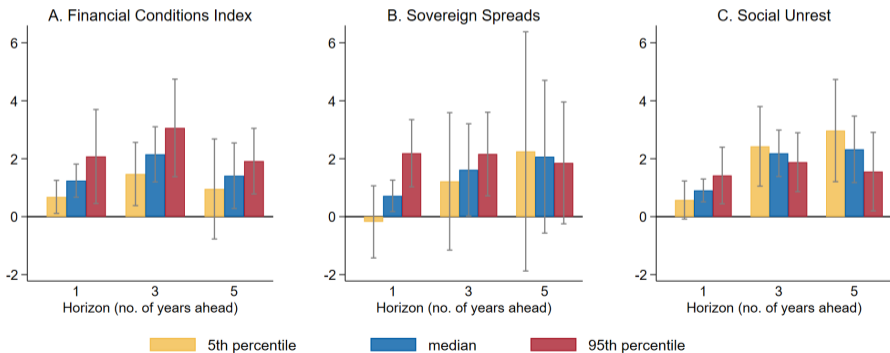 A. Financial Conditions Index
6
4
2
0
-2
1 3 5
Horizon (no. of years ahead)
B. Sovereign Spreads
6
4
2
0
-2
1 3 5
Horizon (no. of years ahead)
C. Social Unrest
6
4
2
0
-2
1 3 5
Horizon (no. of years ahead)
5th percentile median 95th percentile